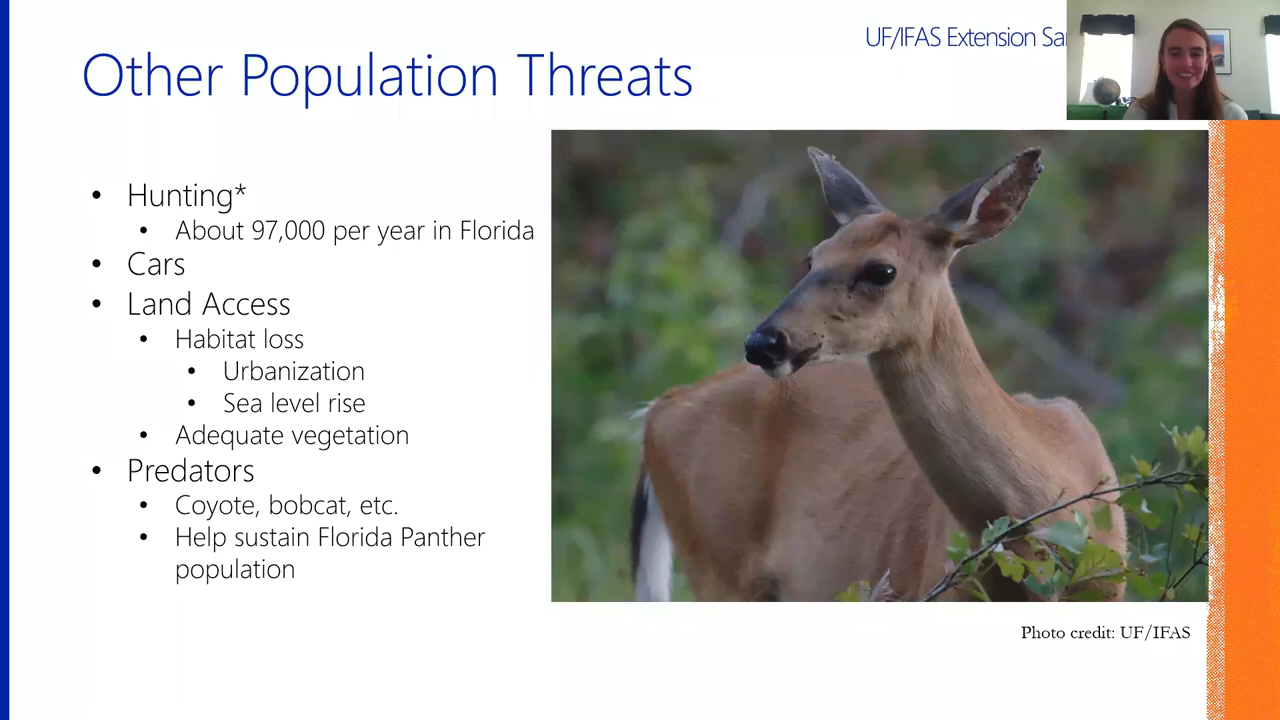 UF/IFAS Extension
Other Population Threats
• Hunting*
• About 97,000 per year in Florida
• Cars
• Land Access
• Habitat loss
• Urbanization
• Sea level rise
• Adequate vegetation
• Predators
• Coyote, bobcat, etc.
• Help sustain Florida Panther
population
Photo credit: UF/IFAS